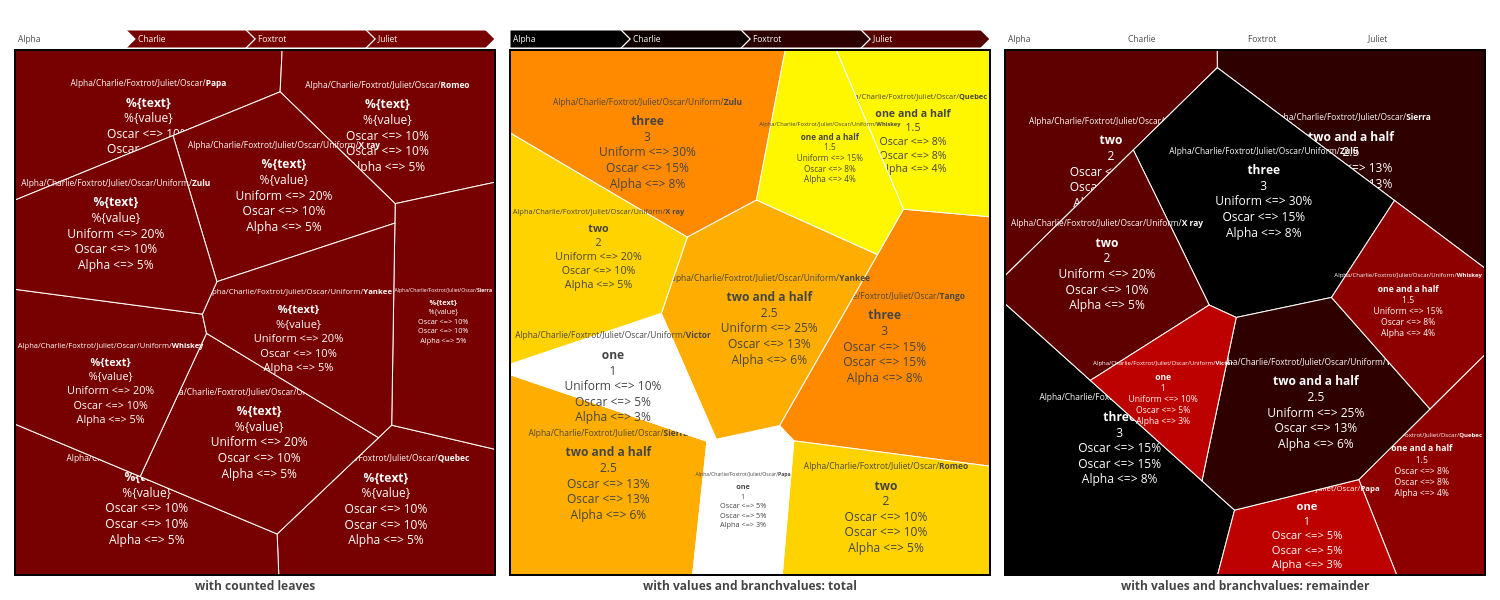 Alpha Charlie Foxtrot Juliet
Alpha/Charlie/Foxtrot/Juliet/Oscar/Papa
%{text}
%{value}
Oscar <=> 10%
Oscar
Alpha/Charlie/Foxtrot/Juliet/Oscar/Romeo
%{text}
%{value}
Oscar <=> 10%
Oscar <=> 10%
Alpha <=> 5%
Alpha/Charlie/Foxtrot/Juliet/Oscar/Uniform/X ray
%{text}
%{value}
Uniform <=> 20%
Oscar <=> 10%
Alpha <=> 5%
Alpha/Charlie/Foxtrot/Juliet/Oscar/Uniform/Zulu
%{text}
%{value}
Uniform <=> 20%
Oscar <=> 10%
Alpha <=> 5%
Alpha/Charlie/Foxtrot/Juliet/Oscar/Uniform/Yankee
%{text}
%{value}
Uniform <=> 20%
Oscar <=> 10%
Alpha <=> 5%
Alpha/Charlie/Foxtrot/Juliet/Oscar/Sierra
%{text}
%{value}
Oscar <=> 10%
Oscar <=> 10%
Alpha <=> 5%
Alpha/Charlie/Foxtrot/Juliet/Oscar/Uniform/Whiskey
%{text}
%{value}
Uniform <=> 20%
Oscar <=> 10%
Alpha <=> 5%
a/Charlie/Foxtrot/Juliet/Oscar/
%{text}
%{value}
Uniform <=> 20%
Oscar <=> 10%
Alpha <=> 5%
Alpha/
%{value}
Oscar <=> 10%
Oscar <=> 10%
Alpha <=> 5%
Foxtrot/Juliet/Oscar/Quebec
%{text}
%{value}
Oscar <=> 10%
Oscar <=> 10%
Alpha <=> 5%
with counted leaves
Alpha Charlie Foxtrot Juliet
Alpha/Charlie/Foxtrot/Juliet/Oscar/Uniform/Zulu
three
3
Uniform <=> 30%
Oscar <=> 15%
Alpha <=> 8%
Alpha/Charlie/Foxtrot/Juliet/Oscar/Uniform/Whiskey
one and a half
1.5
Uniform <=> 15%
Oscar <=> 8%
Alpha <=> 4%
/Charlie/Foxtrot/Juliet/Oscar/Quebec
one and a half
1.5
Oscar <=> 8%
Oscar <=> 8%
Alpha <=> 4%
Alpha/Charlie/Foxtrot/Juliet/Oscar/Uniform/X ray
two
2
Uniform <=> 20%
Oscar <=> 10%
Alpha <=> 5%
Alpha/Charlie/Foxtrot/Juliet/Oscar/Uniform/Yankee
two and a half
2.5
Uniform <=> 25%
Oscar <=> 13%
Alpha <=> 6%
/Foxtrot/Juliet/Oscar/Tango
three
3
Oscar <=> 15%
Oscar <=> 15%
Alpha <=> 8%
Alpha/Charlie/Foxtrot/Juliet/Oscar/Uniform/Victor
one
1
Uniform <=> 10%
Oscar <=> 5%
Alpha <=> 3%
Alpha/Charlie/Foxtrot/Juliet/Oscar/Sierra
two and a half
2.5
Oscar <=> 13%
Oscar <=> 13%
Alpha <=> 6%
Alpha/Charlie/Foxtrot/Juliet/Oscar/Papa
one
1
Oscar <=> 5%
Oscar <=> 5%
Alpha <=> 3%
Alpha/Charlie/Foxtrot/Juliet/Oscar/Romeo
two
2
Oscar <=> 10%
Oscar <=> 10%
Alpha <=> 5%
with values and branchvalues: total
Alpha Charlie Foxtrot Juliet
Alpha/Charlie/Foxtrot/Juliet/Oscar/
two
2
Oscar <=
Oscar
/Charlie/Foxtrot/Juliet/Oscar/Sierra
two and a half
2.5
<=> 13%
13%
Alpha/Charlie/Foxtrot/Juliet/Oscar/Uniform/Zulu
three
3
Uniform <=> 30%
Oscar <=> 15%
Alpha <=> 8%
Alpha/Charlie/Foxtrot/Juliet/Oscar/Uniform/X ray
two
2
Uniform <=> 20%
Oscar <=> 10%
Alpha <=> 5%
Alpha/Charlie/Foxtrot/Juliet/Oscar/Uniform/Whiskey
one and a half
1.5
Uniform <=> 15%
Oscar <=> 8%
Alpha <=> 4%
Alpha/Charlie/Foxtrot/Juliet/Oscar/Uniform/Victor
one
1
Uniform <=> 10%
Oscar <=> 5%
Alpha <=> 3%
Alpha/Charlie/Foxtrot/Juliet/Oscar/Uniform/
two and a half
2.5
Uniform <=> 25%
Oscar <=> 13%
Alpha <=> 6%
Alpha/Charlie/Fox
three
3
Oscar <=> 15%
Oscar <=> 15%
Alpha <=> 8%
Foxtrot/Juliet/Oscar/Quebec
one and a half
1.5
Oscar <=> 8%
Oscar <=> 8%
Alpha <=> 4%
Juliet/Oscar/Papa
one
1
Oscar <=> 5%
Oscar <=> 5%
Alpha <=> 3%
with values and branchvalues: remainder